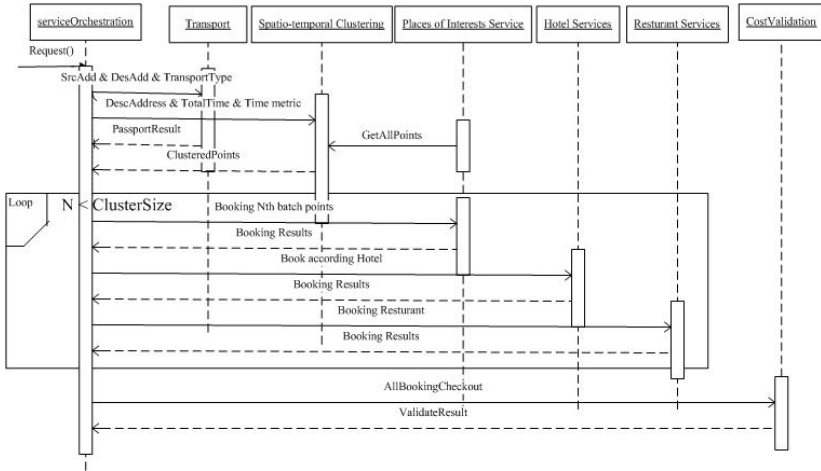 serviceOrchestration
Transport
Spatio-temporal Clustering
Places of Interests Service
Hotel Services
Resturant Services
CostValidation
Request()
SrcAdd & DesAdd & TransportType
DescAddress & TotalTime & Time metric
PassportResult
GetAllPoints
ClusteredPoints
Loop
N < ClusterSize
Booking Nth batch points
Booking Results
Book according Hotel
Booking Results
Booking Resturant
Booking Results
AllBookingCheckout
ValidateResult